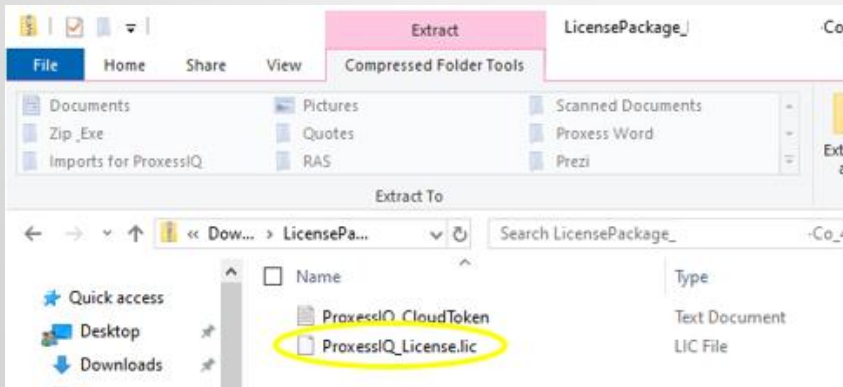 Extract LicensePackage_ -Co
File Home Share View Compressed Folder Tools
Documents Pictures Scanned Documents
Zip_Exe Quotes Proxess Word
Imports for ProxessIQ RAS Prezi
Ext
a
Extract To
« Dow... > LicensePa... Search LicensePackage_ -Co_4
Name Type
Quick access
ProxessIQ_CloudToken Text Document
Desktop
ProxessIQ_License.lic LIC File
Downloads